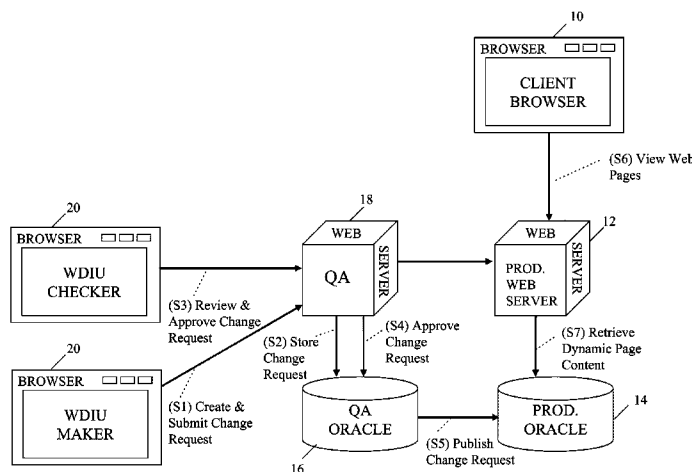 10
BROWSER
CLIENT
BROWSER
(S6) View Web
Pages
20
BROWSER
WDIU
CHECKER
18
WEB
SERVER
QA
12
WEB
SERVER
PROD.
WEB
SERVER
(S3) Review &
Approve Change
Request
(S2) Store
Change
Request
(S4) Approve
Change
Request
(S7) Retrieve
Dynamic Page
Content
20
BROWSER
WDIU
MAKER
(S1) Create &
Submit Change
Request
QA
ORACLE
16
(S5) Publish
Change Request
PROD.
ORACLE
14